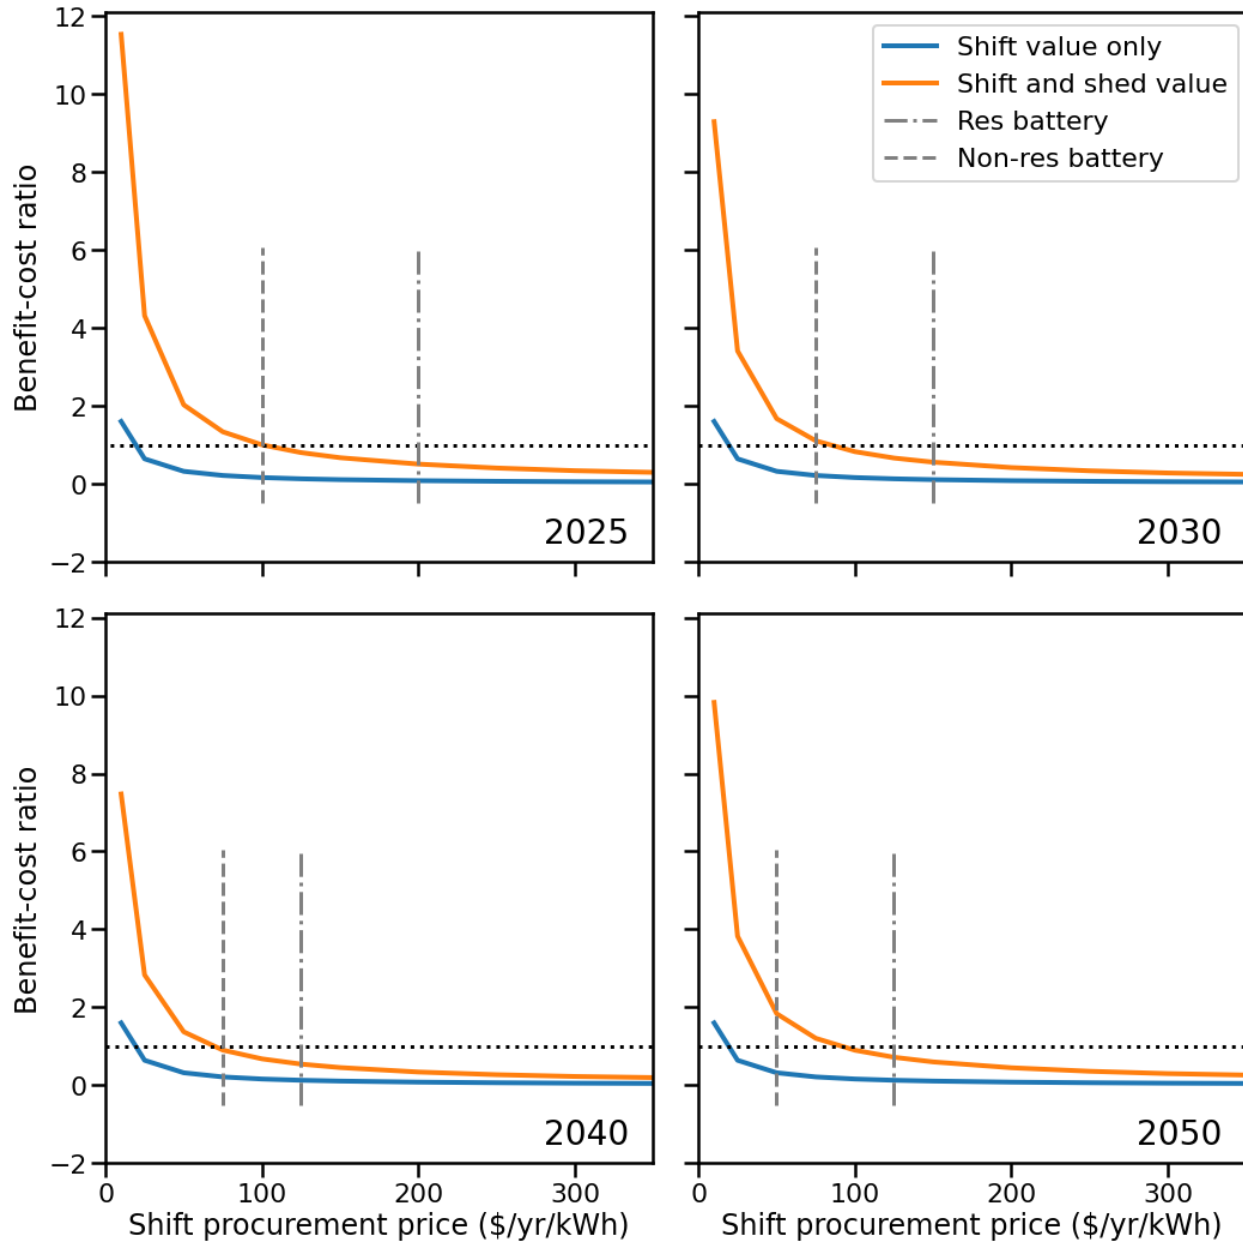 12
10
8
6
4
2
0
−2
Benefit-cost ratio
2025
Shift value only
Shift and shed value
Res battery
Non-res battery
2030
12
10
8
6
4
2
0
−2
Benefit-cost ratio
2040
0 100 200 300
Shift procurement price ($/yr/kWh)
2050
0 100 200 300
Shift procurement price ($/yr/kWh)